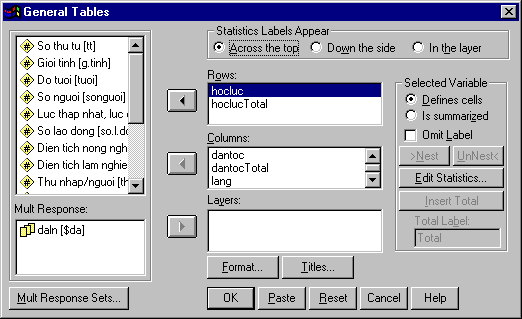 General Tables
So thu tu [tt]
Gioi tinh [g.tinh]
Do tuoi [tuoi]
So nguoi [songuoi]
Luc thap nhat, luc c
So lao dong [so.l.do
Dien tich nong ngh
Dien tich lam nghie
Thu nhap/nguoi [th
Mult Response:
daln [$da]
Mult Response Sets...
Statistics Labels Appear
Across the top
Down the side
In the layer
Rows:
hocluc
hoclucTotal
Columns:
dantoc
dantocTotal
lang
Layers:
Format...
Titles...
Selected Variable
Defines cells
Is summarized
Omit Label
>Nest
UnNest<
Edit Statistics...
Insert Total
Total Label:
Total
OK
Paste
Reset
Cancel
Help